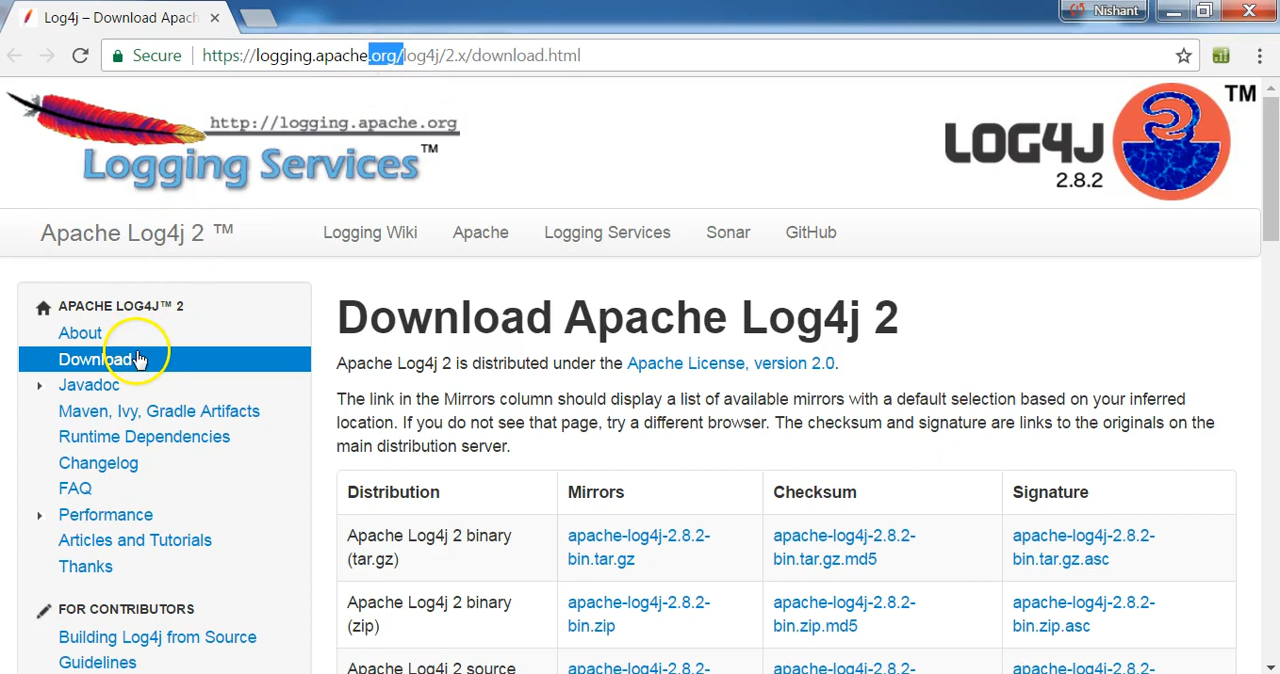 Log4j – Download Apach
Nishant
Secure
https://logging.apache.org/log4j/2.x/download.html
http://logging.apache.org
Logging Services™
TM
LOG4J
2.8.2
Apache Log4j 2 ™
Logging Wiki
Apache
Logging Services
Sonar
GitHub
APACHE LOG4J™ 2
About
Download
Javadoc
Maven, Ivy, Gradle Artifacts
Runtime Dependencies
Changelog
FAQ
Performance
Articles and Tutorials
Thanks
FOR CONTRIBUTORS
Building Log4j from Source
Guidelines
Download Apache Log4j 2
Apache Log4j 2 is distributed under the Apache License, version 2.0.
The link in the Mirrors column should display a list of available mirrors with a default selection based on your inferred
location. If you do not see that page, try a different browser. The checksum and signature are links to the originals on the
main distribution server.
Distribution Mirrors Checksum Signature
Apache Log4j 2 binary apache-log4j-2.8.2- apache-log4j-2.8.2- apache-log4j-2.8.2-
(tar.gz) bin.tar.gz bin.tar.gz.md5 bin.tar.gz.asc
Apache Log4j 2 binary apache-log4j-2.8.2- apache-log4j-2.8.2- apache-log4j-2.8.2-
(zip) bin.zip bin.zip.md5 bin.zip.asc
Apache Log4j 2 source apache-log4j-2.8.2- apache-log4j-2.8.2- apache-log4j-2.8.2-